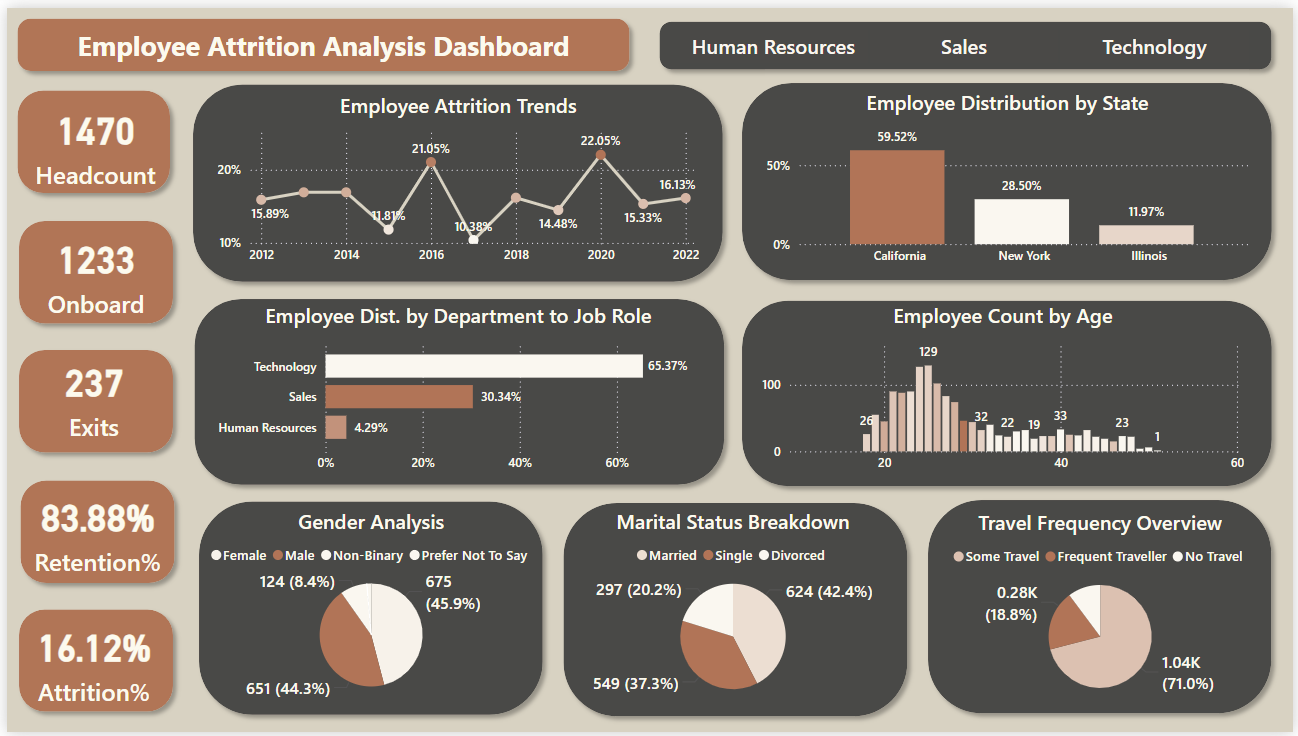 Employee Attrition Analysis Dashboard
Human Resources Sales Technology
1470
Headcount
1233
Onboard
237
Exits
83.88%
Retention%
16.12%
Attrition%
Employee Attrition Trends
20%
10%
15.89%
11.81%
21.05%
10.38%
14.48%
22.05%
15.33%
16.13%
2012 2014 2016 2018 2020 2022
Employee Distribution by State
50%
0%
59.52%
28.50%
11.97%
California New York Illinois
Employee Dist. by Department to Job Role
Technology 65.37%
Sales 30.34%
Human Resources 4.29%
0% 20% 40% 60%
Employee Count by Age
100
0
26 129 32 22 19 33 23 1
20 40 60
Gender Analysis
Female Male Non-Binary Prefer Not To Say
124 (8.4%)
675
(45.9%)
651 (44.3%)
Marital Status Breakdown
Married Single Divorced
297 (20.2%)
624 (42.4%)
549 (37.3%)
Travel Frequency Overview
Some Travel Frequent Traveller No Travel
0.28K
(18.8%)
1.04K
(71.0%)